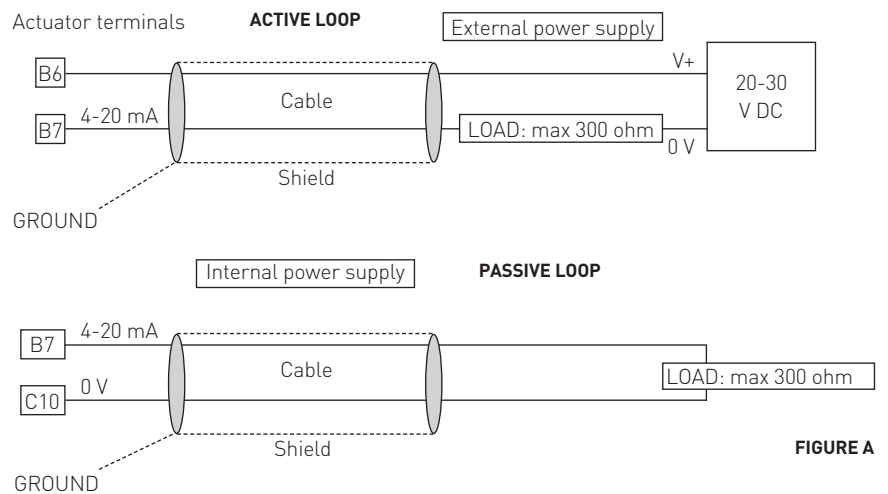 Actuator terminals
ACTIVE LOOP
External power supply
B6
V+
20-30
V DC
Cable
B7
4-20 mA
LOAD: max 300 ohm
0 V
Shield
GROUND
Internal power supply
PASSIVE LOOP
B7
4-20 mA
Cable
LOAD: max 300 ohm
C10
0 V
Shield
FIGURE A
GROUND